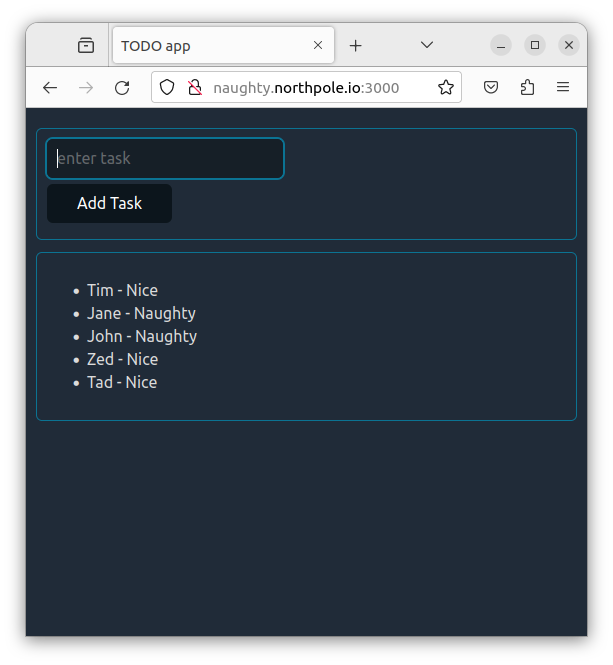 TODO app
naughty.northpole.io:3000
enter task
Add Task
Tim - Nice
Jane - Naughty
John - Naughty
Zed - Nice
Tad - Nice